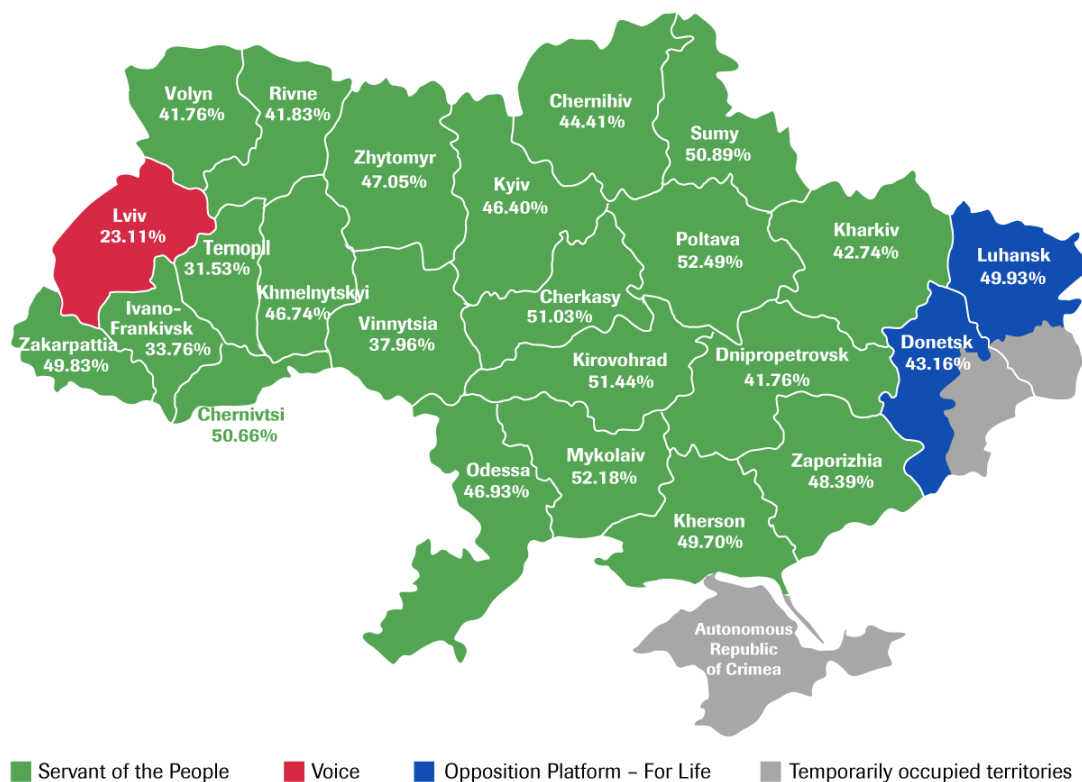 Volyn
41.76%
Rivne
41.83%
Chernihiv
44.41%
Sumy
50.89%
Zhytomyr
47.05%
Kyiv
46.40%
Lviv
23.11%
Ternopil
31.53%
Khmelnytskyi
46.74%
Poltava
52.49%
Kharkiv
42.74%
Luhansk
49.93%
Ivano-
Frankivsk
33.76%
Zakarpattia
49.83%
Vinnytsia
37.96%
Cherkasy
51.03%
Kirovohrad
51.44%
Dnipropetrovsk
41.76%
Donetsk
43.16%
Chernivtsi
50.66%
Odessa
46.93%
Mykolaiv
52.18%
Zaporizhia
48.39%
Kherson
49.70%
Autonomous
Republic
of Crimea
Servant of the People
Voice
Opposition Platform – For Life
Temporarily occupied territories